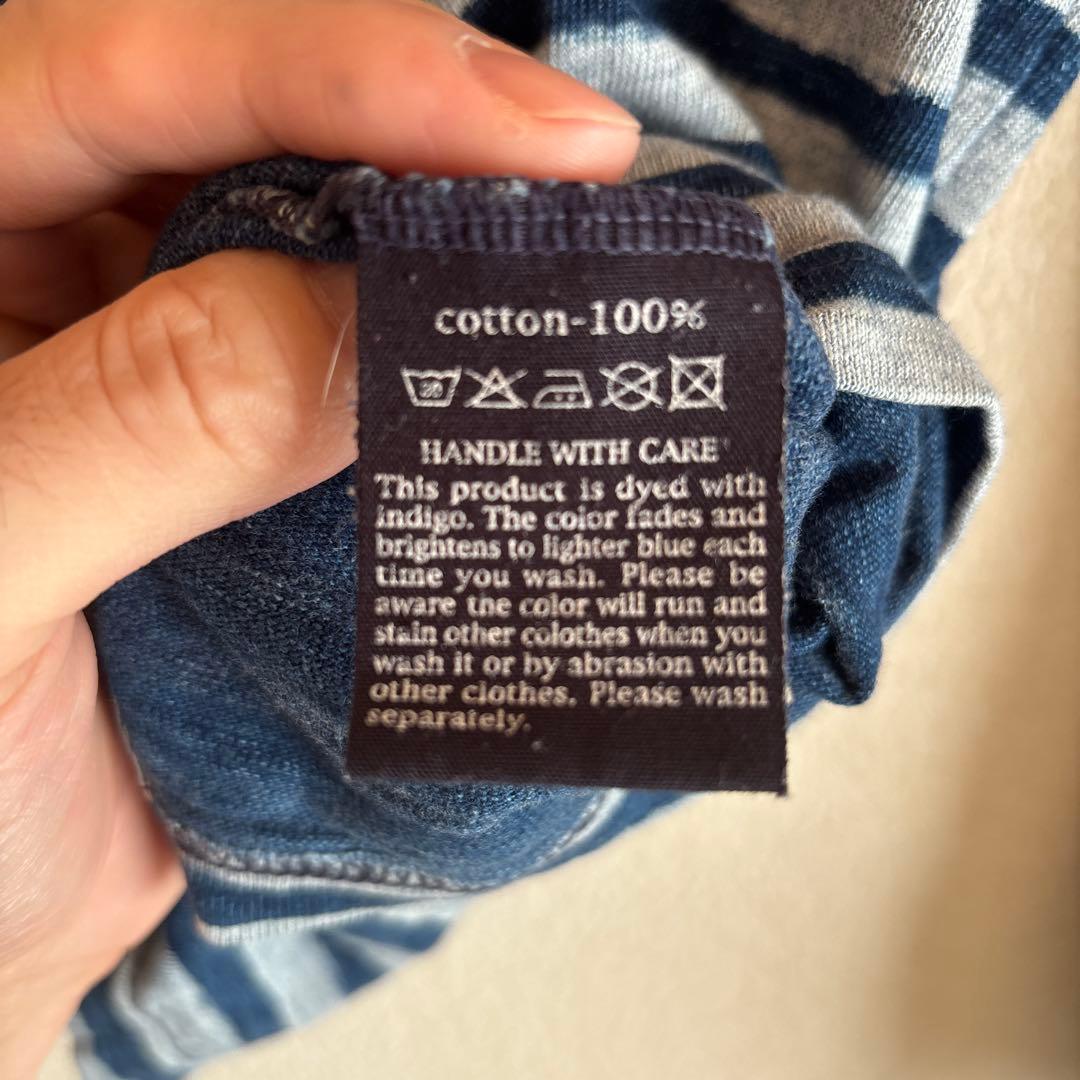 cotton-100%
HANDLE WITH CARE
This product is dyed with
indigo. The color fades and
brightens to lighter blue each
time you wash. Please be
aware the color will run and
stain other colothes when you
wash it or by abrasion with
other clothes. Please wash
separately.